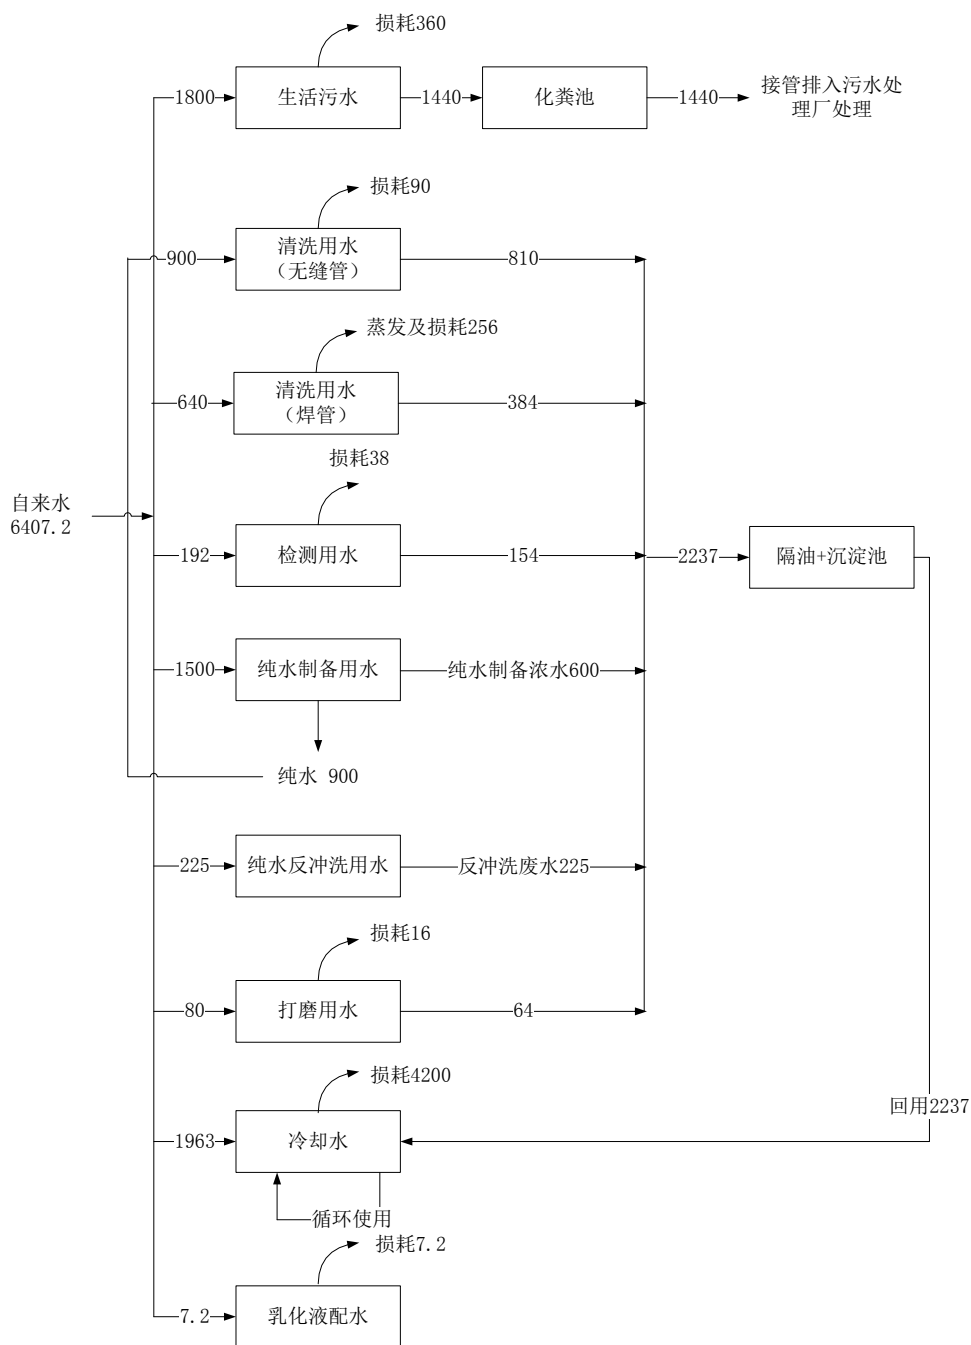 损耗360
1800
生活污水
1440
化粪池
1440
接管排入污水处
理厂处理
损耗90
900
清洗用水
（无缝管）
810
蒸发及损耗256
640
清洗用水
（焊管）
384
损耗38
自来水
6407.2
192
检测用水
154
2237
隔油+沉淀池
1500
纯水制备用水
纯水制备浓水600
纯水 900
225
纯水反冲洗用水
反冲洗废水225
损耗16
80
打磨用水
64
损耗4200
回用2237
1963
冷却水
循环使用
损耗7.2
7.2
乳化液配水